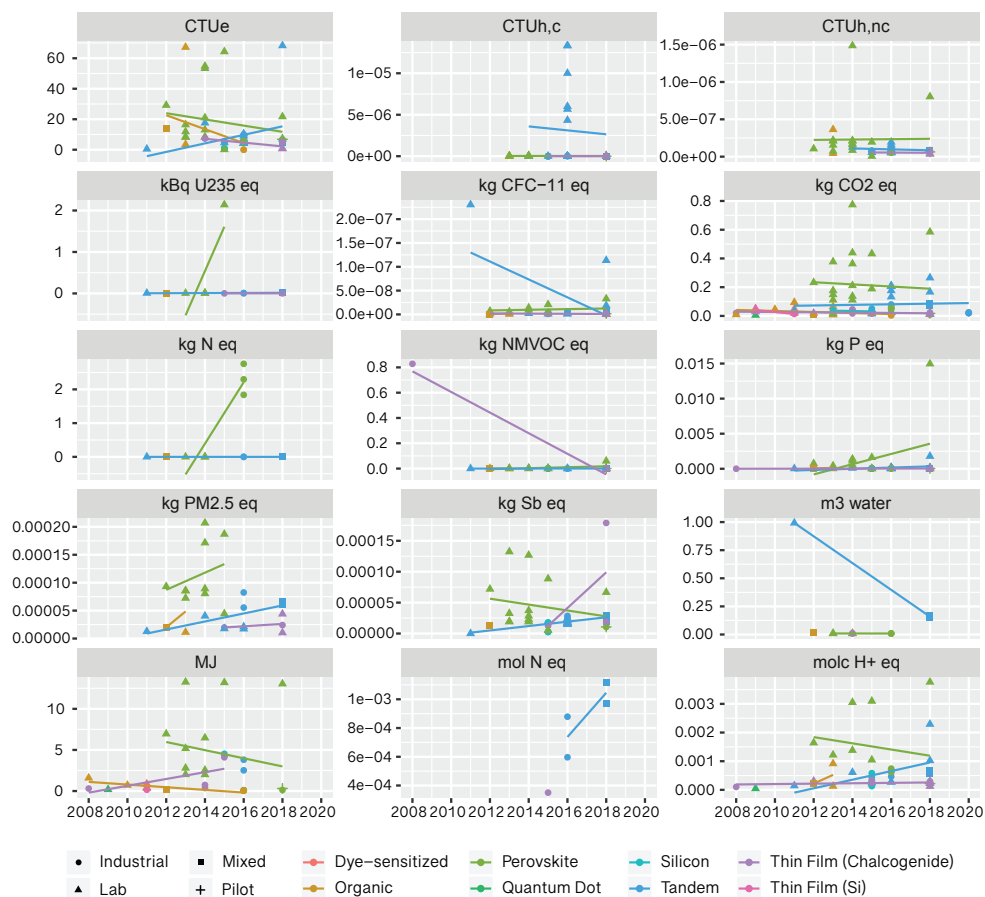 CTUe CTUh,c CTUh,nc
60
40
20
0
1e−05
5e−06
0e+00
1.5e−06
1.0e−06
5.0e−07
0.0e+00
kBq U235 eq kg CFC−11 eq kg CO2 eq
2
1
0
2.0e−07
1.5e−07
1.0e−07
5.0e−08
0.0e+00
0.8
0.6
0.4
0.2
0.0
kg N eq kg NMVOC eq kg P eq
2
1
0
0.8
0.6
0.4
0.2
0.0
0.015
0.010
0.005
0.000
kg PM2.5 eq kg Sb eq m3 water
0.00020
0.00015
0.00010
0.00005
0.00000
0.00015
0.00010
0.00005
0.00000
1.00
0.75
0.50
0.25
0.00
MJ mol N eq molc H+ eq
10
5
0
1e−03
8e−04
6e−04
4e−04
0.003
0.002
0.001
0.000
2008 2010 2012 2014 2016 2018 2020 2008 2010 2012 2014 2016 2018 2020 2008 2010 2012 2014 2016 2018 2020
Industrial Mixed Dye−sensitized Perovskite Silicon Thin Film (Chalcogenide)
Lab Pilot Organic Quantum Dot Tandem Thin Film (Si)